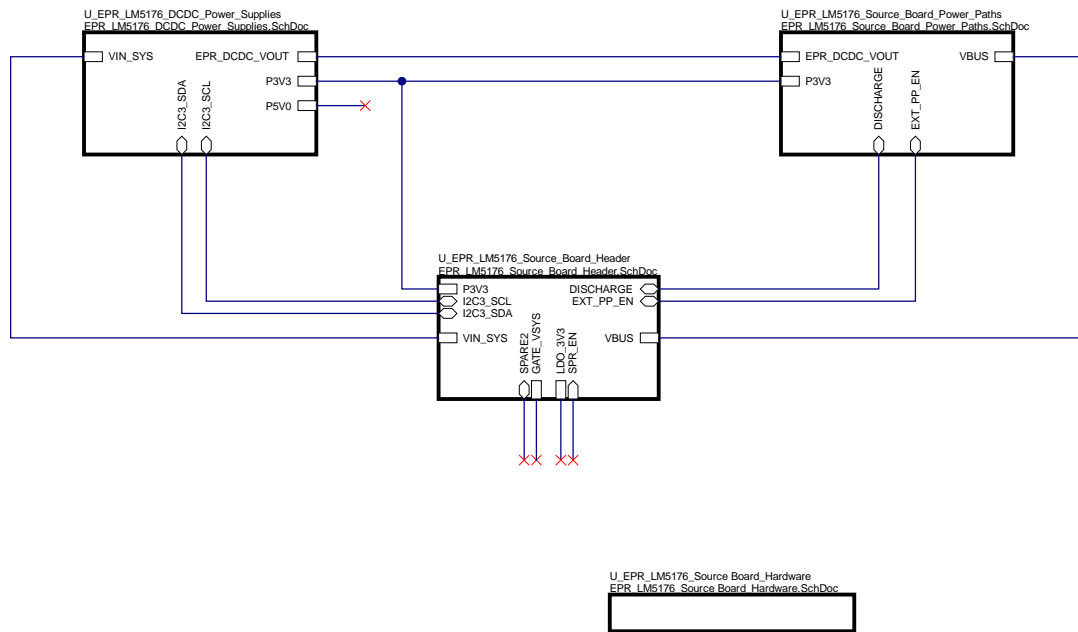 U_EPR_LM5176_DCDC_Power_Supplies
EPR_LM5176_DCDC_Power_Supplies.SchDoc
VIN_SYS
EPR_DCDC_VOUT
P3V3
P5V0
I2C3_SDA
I2C3_SCL
U_EPR_LM5176_Source_Board_Power_Paths
EPR_LM5176_Source_Board_Power_Paths.SchDoc
EPR_DCDC_VOUT
VBUS
P3V3
DISCHARGE
EXT_PP_EN
U_EPR_LM5176_Source_Board_Header
EPR_LM5176_Source_Board_Header.SchDoc
P3V3
I2C3_SCL
I2C3_SDA
VIN_SYS
DISCHARGE
EXT_PP_EN
VBUS
SPARE2
GATE_VSYS
LDO_3V3
SPR_EN
U_EPR_LM5176_Source Board_Hardware
EPR_LM5176_Source Board_Hardware.SchDoc